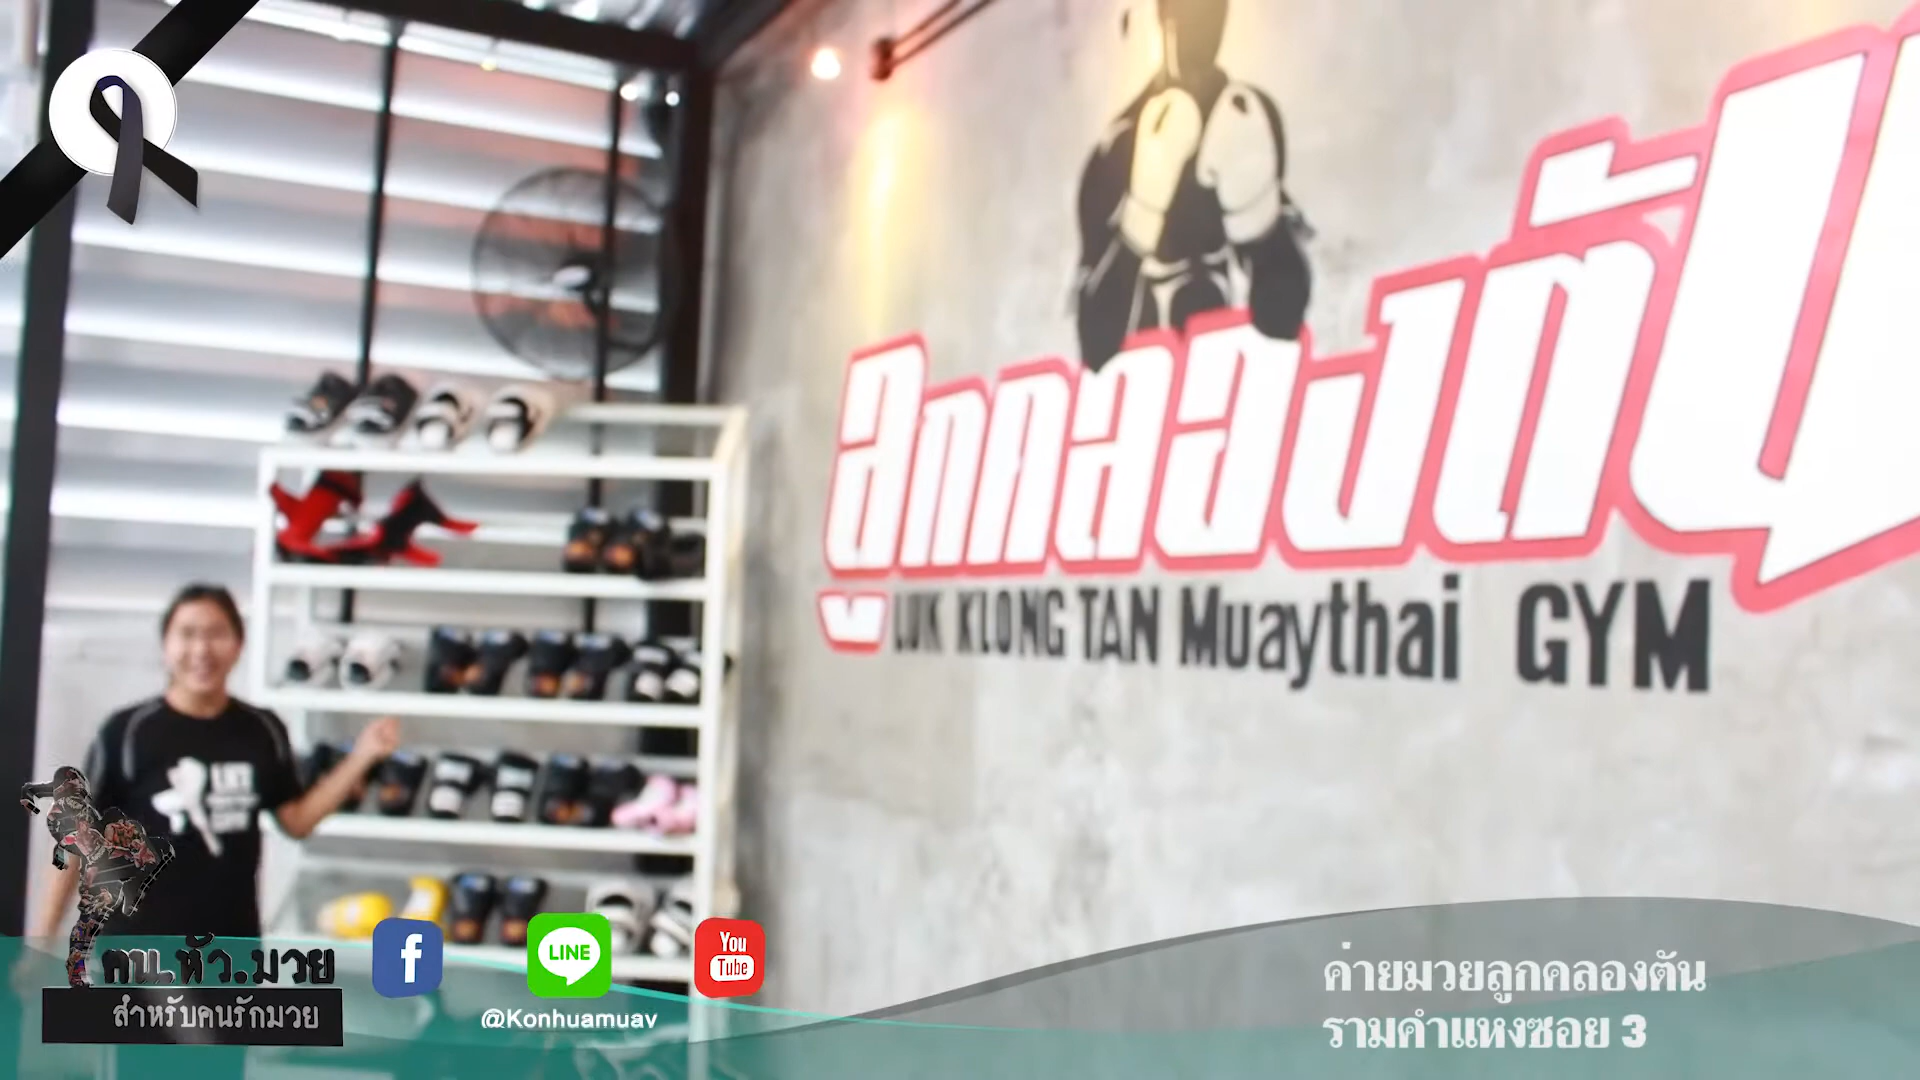 ลูกคลองตัน
LUK KLONG TAN Muaythai GYM
LKT
f
LINE
You
Tube
@Konhuamuay
คน.หัว.มวย
สำหรับคนรักมวย
ค่ายมวยลูกคลองตัน
รามคำแหงซอย 3